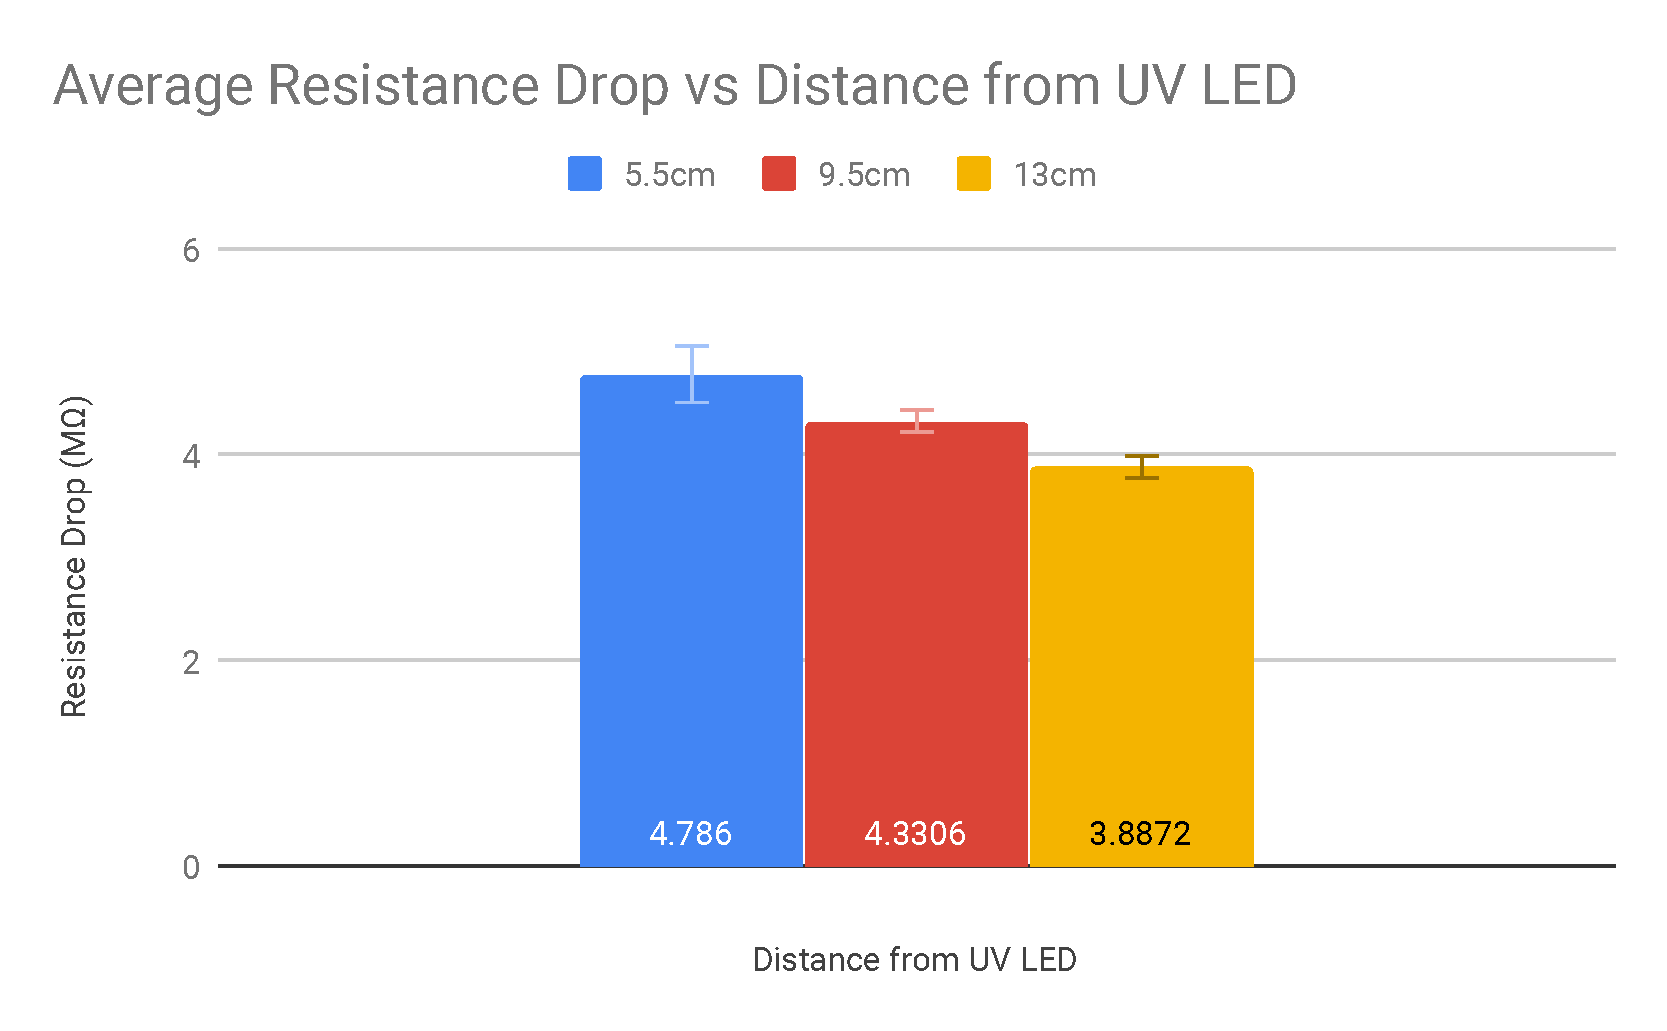 Average Resistance Drop vs Distance from UV LED
5.5cm 9.5cm 13cm
6
4
2
0
Resistance Drop (MΩ)
4.786 4.3306 3.8872
Distance from UV LED